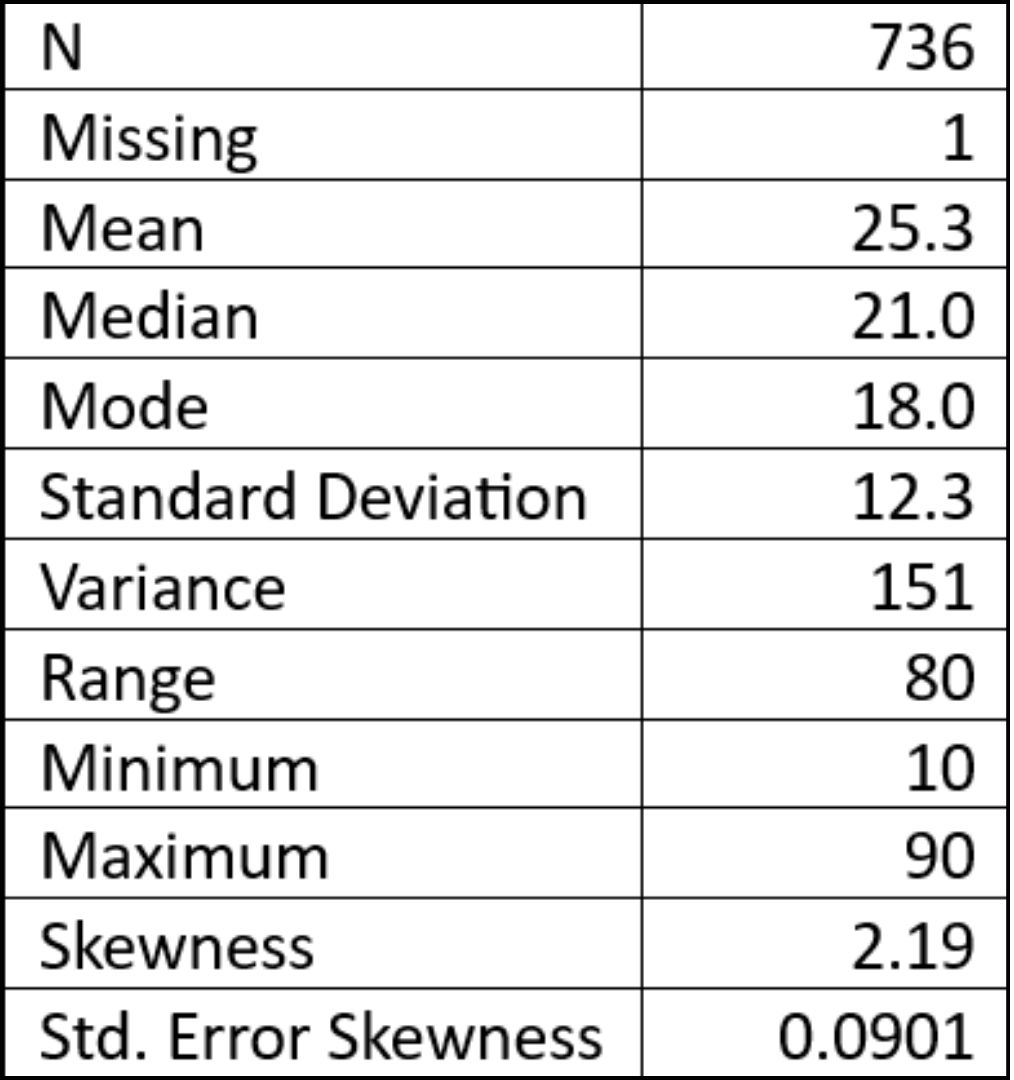 N 736
Missing 1
Mean 25.3
Median 21.0
Mode 18.0
Standard Deviation 12.3
Variance 151
Range 80
Minimum 10
Maximum 90
Skewness 2.19
Std. Error Skewness 0.0901